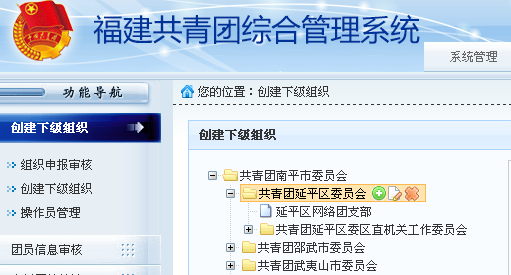 福建共青团综合管理系统
系统管理
功能导航
您的位置：创建下级组织
创建下级组织
组织申报审核
创建下级组织
操作员管理
团员信息审核
创建下级组织
共青团南平市委员会
共青团延平区委员会
延平区网络团支部
共青团延平区委区直机关工作委员会
共青团邵武市委员会
共青团武夷山市委员会